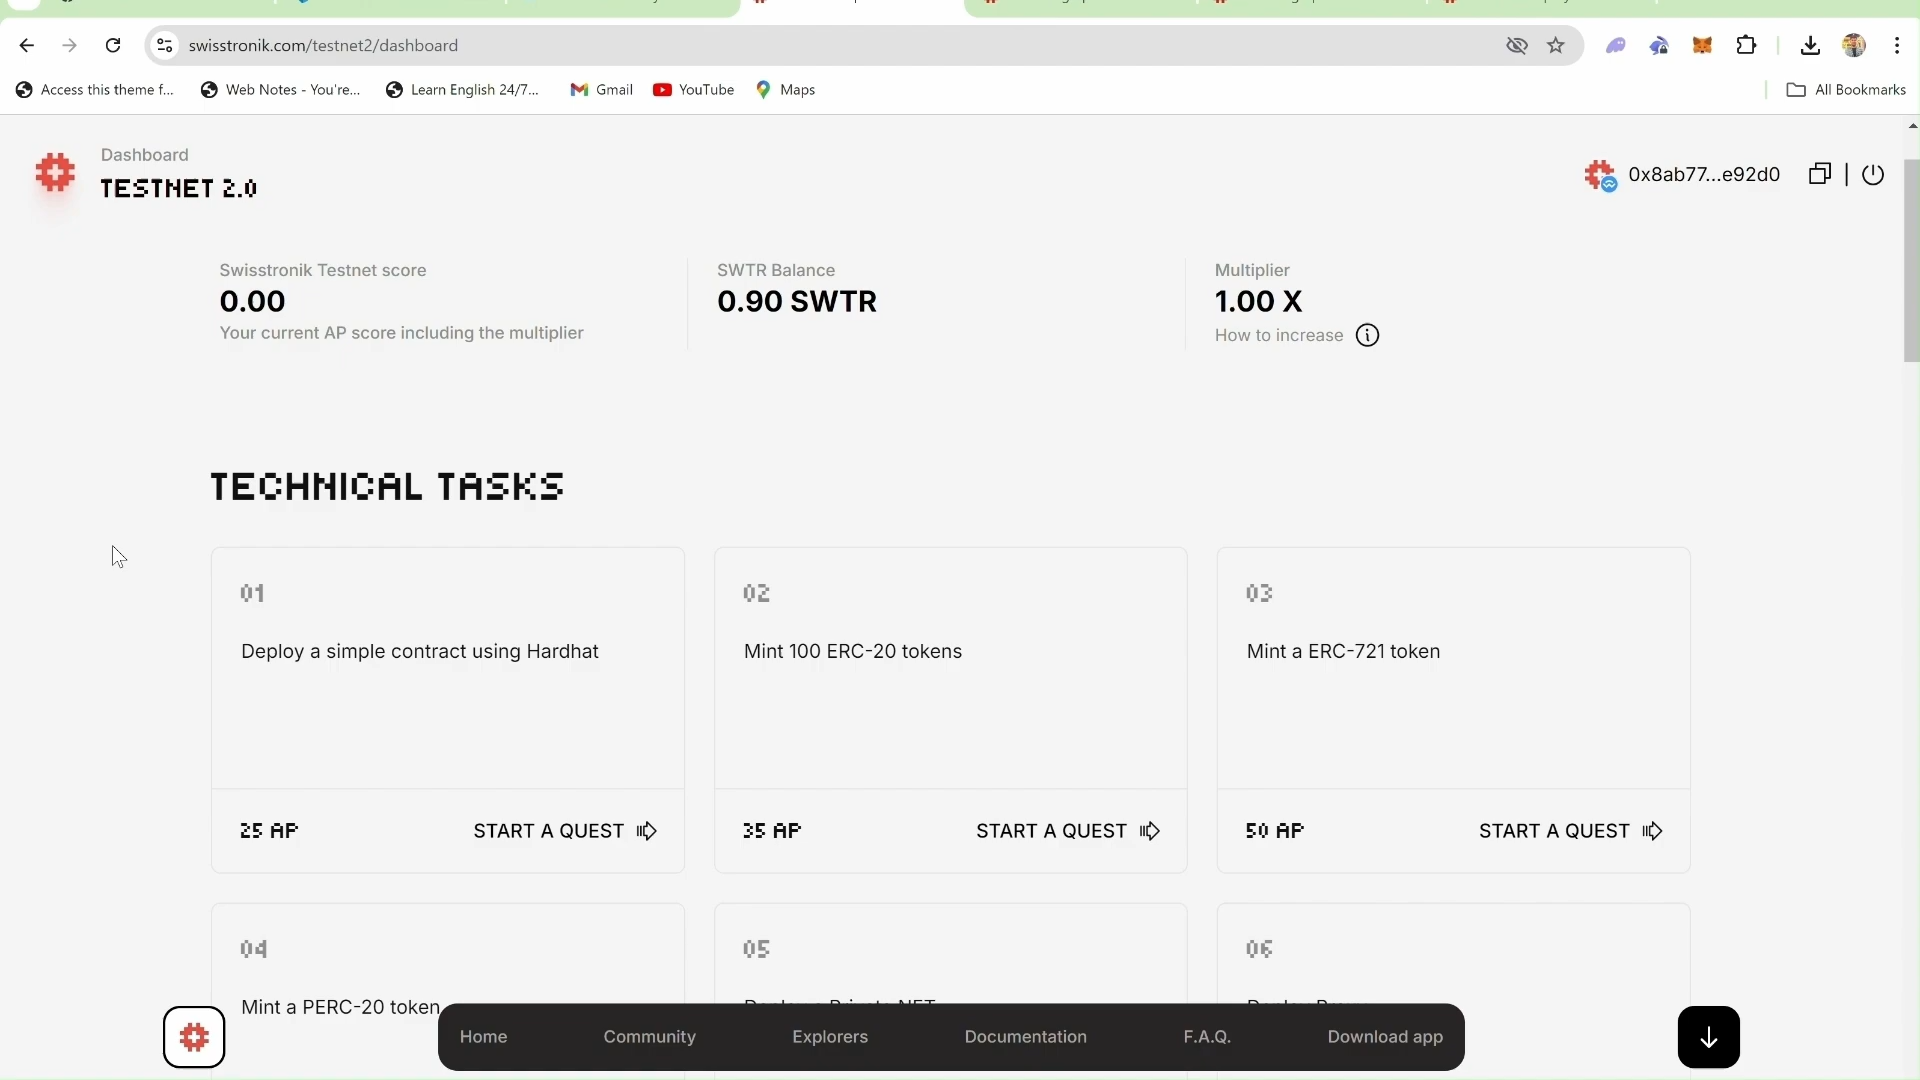 swisstronik.com/testnet2/dashboard
Access this theme f...
Web Notes - You're...
Learn English 24/7...
Gmail
YouTube
Maps
All Bookmarks
Dashboard
TESTNET 2.0
0x8ab77...e92d0
Swisstronik Testnet score
0.00
Your current AP score including the multiplier
SWTR Balance
0.90 SWTR
Multiplier
1.00 X
How to increase
TECHNICAL TASKS
01
Deploy a simple contract using Hardhat
25 AP
START A QUEST
02
Mint 100 ERC-20 tokens
35 AP
START A QUEST
03
Mint a ERC-721 token
50 AP
START A QUEST
04
Mint a PERC-20 token
05
06
Home
Community
Explorers
Documentation
F.A.Q.
Download app